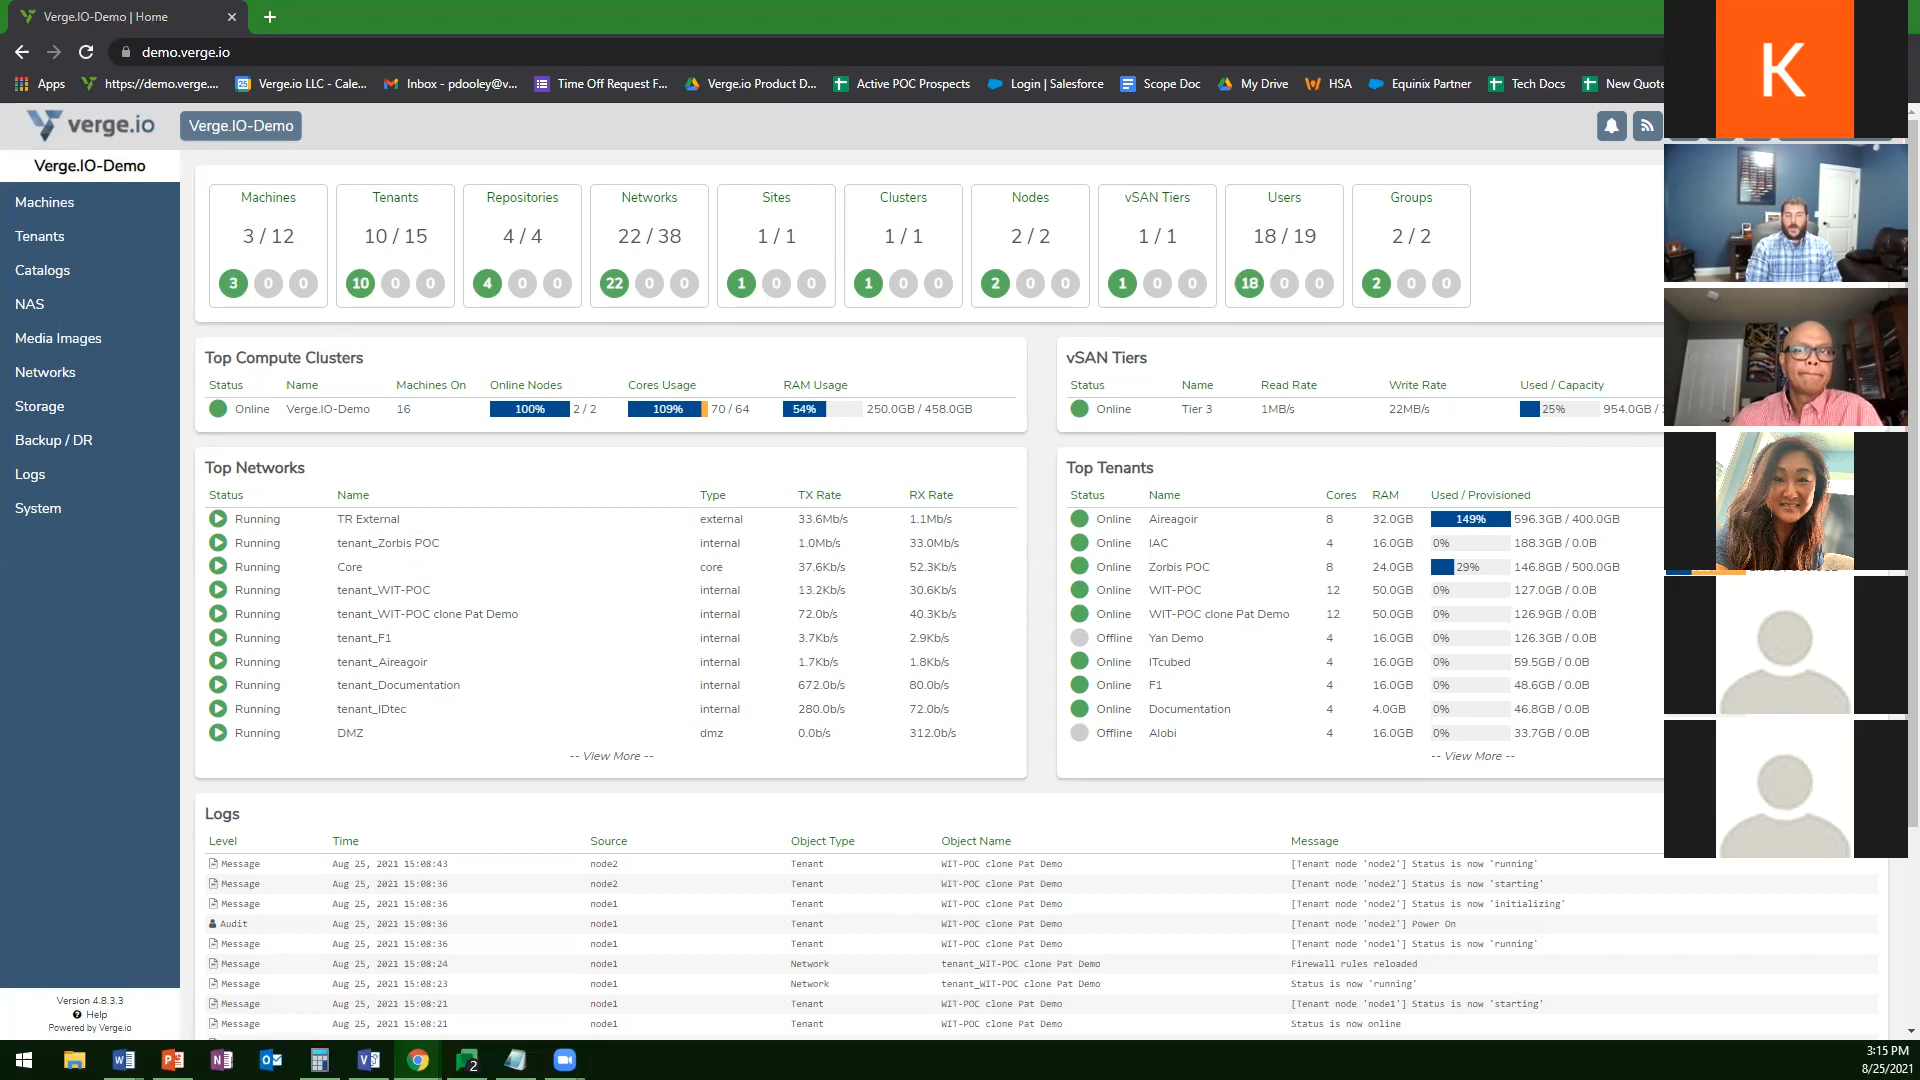 Verge.IO-Demo | Home
demo.verge.io
Apps https://demo.verge.... Verge.io LLC - Cale... Inbox - pdooley@v... Time Off Request F... Verge.io Product D... Active POC Prospects Login | Salesforce Scope Doc My Drive HSA Equinix Partner Tech Docs New Quote
verge.io Verge.IO-Demo
K
Verge.IO-Demo
Machines
Tenants
Catalogs
NAS
Media Images
Networks
Storage
Backup / DR
Logs
System
Version 4.8.3.3
Help
Powered by Verge.io
Machines Tenants Repositories Networks Sites Clusters Nodes vSAN Tiers Users Groups
3 / 12 10 / 15 4 / 4 22 / 38 1 / 1 1 / 1 2 / 2 1 / 1 18 / 19 2 / 2
3 0 0 10 0 0 4 0 0 22 0 0 1 0 0 1 0 0 2 0 0 1 0 0 18 0 0 2 0 0
Top Compute Clusters
Status Name Machines On Online Nodes Cores Usage RAM Usage
Online Verge.IO-Demo 16 100% 2 / 2 109% 70 / 64 54% 250.0GB / 458.0GB
vSAN Tiers
Status Name Read Rate Write Rate Used / Capacity
Online Tier 3 1MB/s 22MB/s 25% 954.0GB /
Top Networks
Status Name Type TX Rate RX Rate
Running TR External external 33.6Mb/s 1.1Mb/s
Running tenant_Zorbis POC internal 1.0Mb/s 33.0Mb/s
Running Core core 37.6Kb/s 52.3Kb/s
Running tenant_WIT-POC internal 13.2Kb/s 30.6Kb/s
Running tenant_WIT-POC clone Pat Demo internal 72.0b/s 40.3Kb/s
Running tenant_F1 internal 3.7Kb/s 2.9Kb/s
Running tenant_Aireagoir internal 1.7Kb/s 1.8Kb/s
Running tenant_Documentation internal 672.0b/s 80.0b/s
Running tenant_IDtec internal 280.0b/s 72.0b/s
Running DMZ dmz 0.0b/s 312.0b/s
-- View More --
Top Tenants
Status Name Cores RAM Used / Provisioned
Online Aireagoir 8 32.0GB 149% 596.3GB / 400.0GB
Online IAC 4 16.0GB 0% 188.3GB / 0.0B
Online Zorbis POC 8 24.0GB 29% 146.8GB / 500.0GB
Online WIT-POC 12 50.0GB 0% 127.0GB / 0.0B
Online WIT-POC clone Pat Demo 12 50.0GB 0% 126.9GB / 0.0B
Offline Yan Demo 4 16.0GB 0% 126.3GB / 0.0B
Online ITcubed 4 16.0GB 0% 59.5GB / 0.0B
Online F1 4 16.0GB 0% 48.6GB / 0.0B
Online Documentation 4 4.0GB 0% 46.8GB / 0.0B
Offline Alobi 4 16.0GB 0% 33.7GB / 0.0B
-- View More --
Logs
Level Time Source Object Type Object Name Message
Message Aug 25, 2021 15:08:43 node2 Tenant WIT-POC clone Pat Demo [Tenant node 'node2'] Status is now 'running'
Message Aug 25, 2021 15:08:36 node2 Tenant WIT-POC clone Pat Demo [Tenant node 'node2'] Status is now 'starting'
Message Aug 25, 2021 15:08:36 node1 Tenant WIT-POC clone Pat Demo [Tenant node 'node2'] Status is now 'initializing'
Audit Aug 25, 2021 15:08:36 node1 Tenant WIT-POC clone Pat Demo [Tenant node 'node2'] Power On
Message Aug 25, 2021 15:08:36 node1 Tenant WIT-POC clone Pat Demo [Tenant node 'node1'] Status is now 'running'
Message Aug 25, 2021 15:08:24 node1 Network tenant_WIT-POC clone Pat Demo Firewall rules reloaded
Message Aug 25, 2021 15:08:23 node1 Network tenant_WIT-POC clone Pat Demo Status is now 'running'
Message Aug 25, 2021 15:08:21 node1 Tenant WIT-POC clone Pat Demo [Tenant node 'node1'] Status is now 'starting'
Message Aug 25, 2021 15:08:21 node1 Tenant WIT-POC clone Pat Demo Status is now online
3:15 PM
8/25/2021